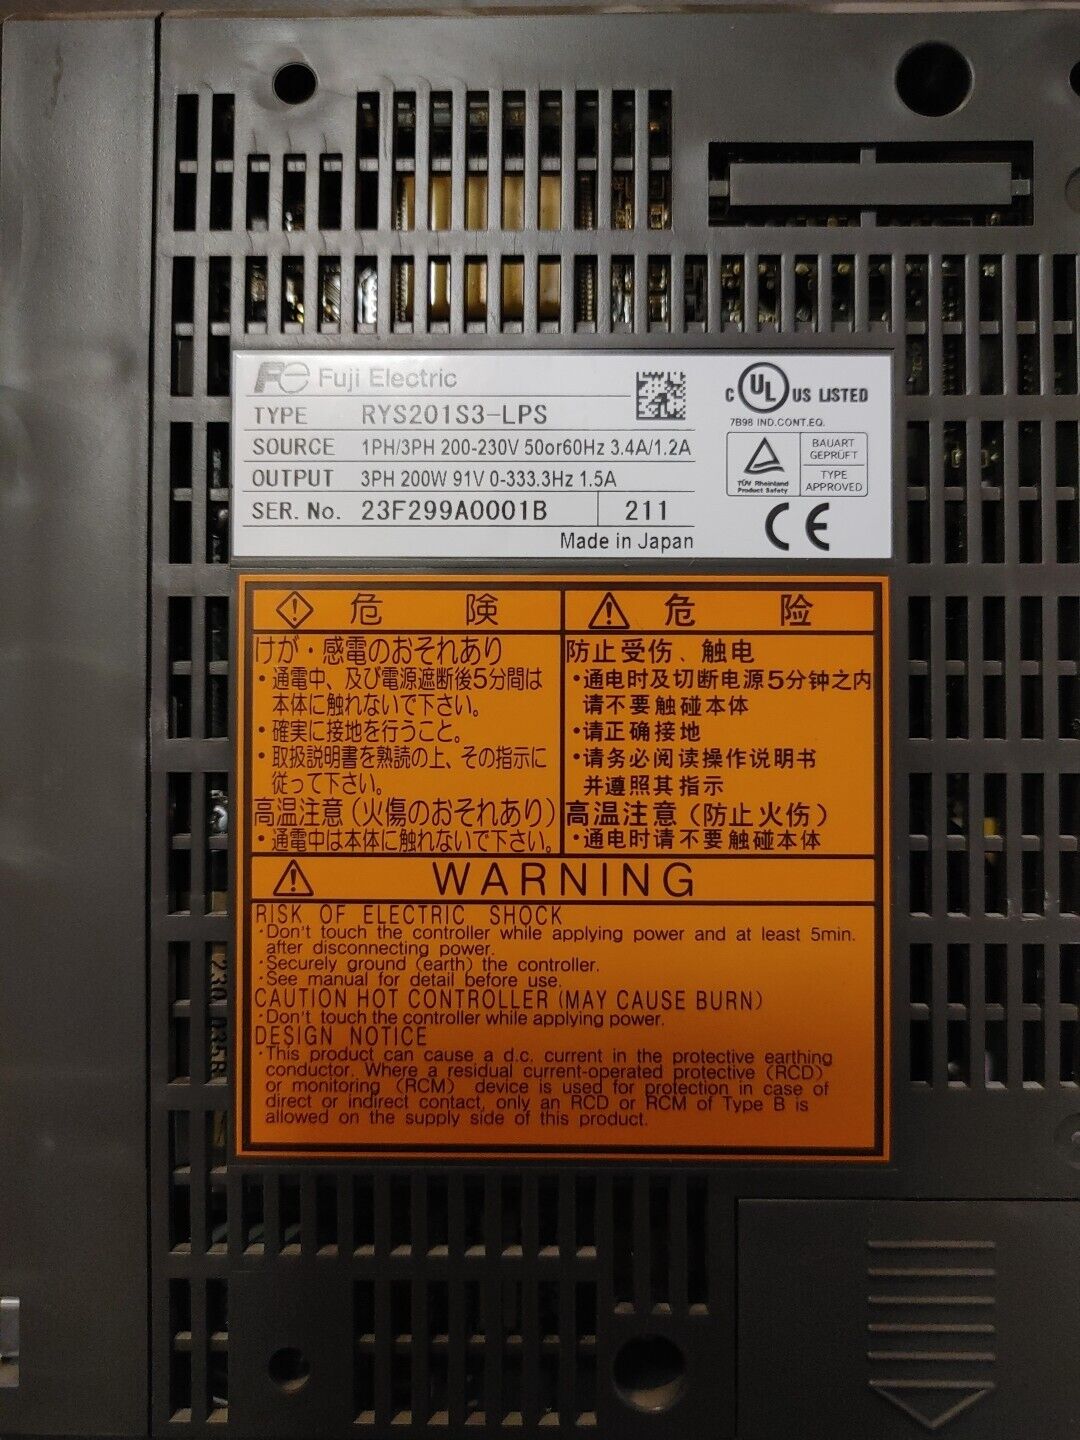 Fe Fuji Electric
TYPE RYS201S3-LPS
SOURCE 1PH/3PH 200-230V 50or60Hz 3.4A/1.2A
OUTPUT 3PH 200W 91V 0-333.3Hz 1.5A
SER. No. 23F299A0001B 211
Made in Japan
C UL US LISTED
7B98 IND.CONT.EQ.
TÜV Rheinland
Product Safety
BAUART
GEPRÜFT
TYPE
APPROVED
CE
危 険
けが・感電のおそれあり
・通電中、及び電源遮断後5分間は
本体に触れないで下さい。
・確実に接地を行うこと。
・取扱説明書を熟読の上、その指示に
従って下さい。
高温注意(火傷のおそれあり)
・通電中は本体に触れないで下さい。
危 险
防止受伤、触电
・通电时及切断电源5分钟之内
请不要触碰本体
・请正确接地
・请务必阅读操作说明书
并遵照其指示
高温注意(防止火伤)
・通电时请不要触碰本体
WARNING
RISK OF ELECTRIC SHOCK
・Don't touch the controller while applying power and at least 5min.
after disconnecting power.
・Securely ground (earth) the controller.
・See manual for detail before use.
CAUTION HOT CONTROLLER (MAY CAUSE BURN)
・Don't touch the controller while applying power.
DESIGN NOTICE
・This product can cause a d.c. current in the protective earthing
conductor. Where a residual current-operated protective (RCD)
or monitoring (RCM) device is used for protection in case of
direct or indirect contact, only an RCD or RCM of Type B is
allowed on the supply side of this product.